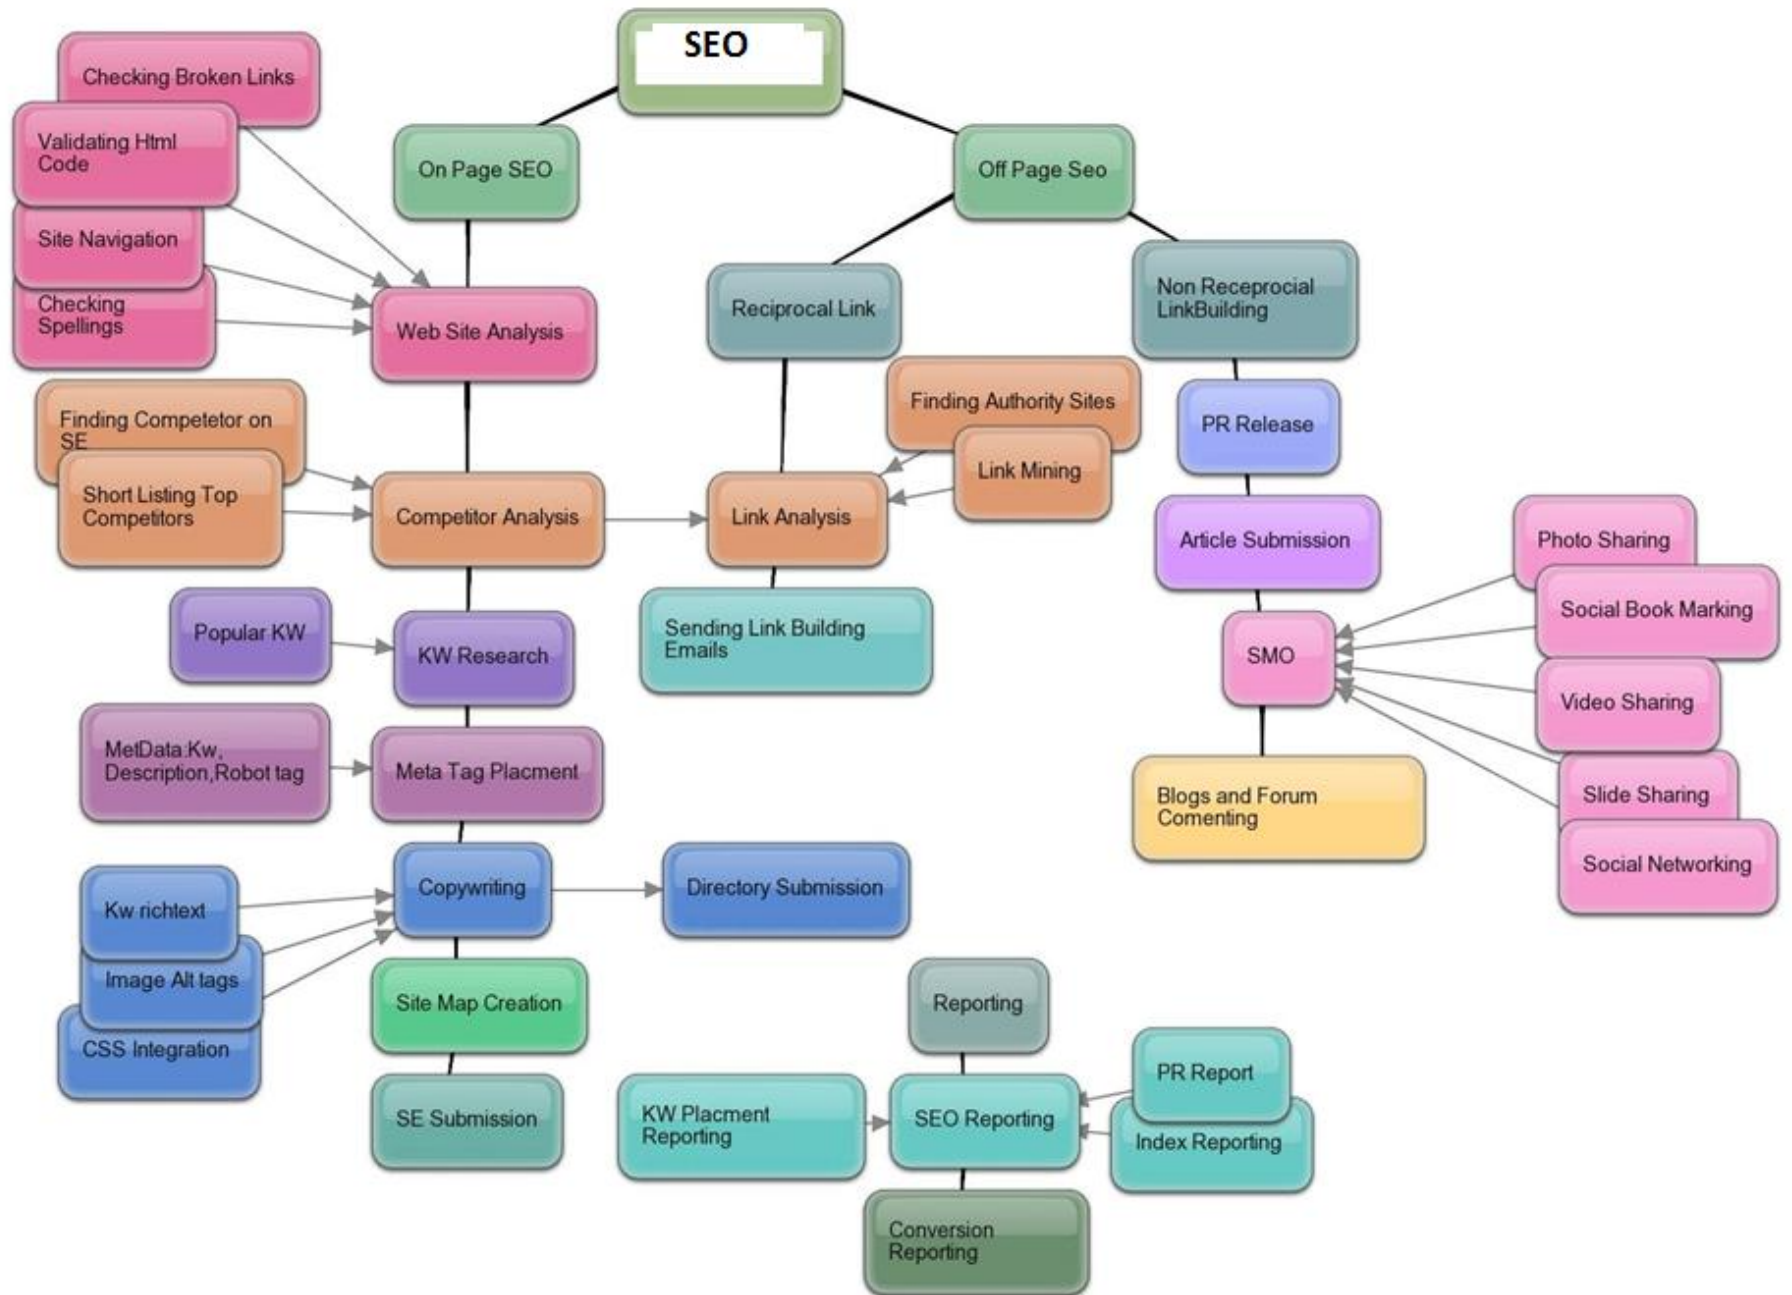 SEO
Checking Broken Links
Validating Html
Code
On Page SEO
Off Page Seo
Site Navigation
Checking
Spellings
Web Site Analysis
Reciprocal Link
Non Receprocial
LinkBuilding
Finding Competetor on
SE
Finding Authority Sites
PR Release
Short Listing Top
Competitors
Competitor Analysis
Link Analysis
Link Mining
Article Submission
Photo Sharing
Popular KW
KW Research
Sending Link Building
Emails
SMO
Social Book Marking
Video Sharing
MetData:Kw,
Description,Robot tag
Meta Tag Placment
Blogs and Forum
Comenting
Slide Sharing
Social Networking
Kw richtext
Copywriting
Directory Submission
Image Alt tags
Site Map Creation
Reporting
CSS Integration
SE Submission
KW Placment
Reporting
SEO Reporting
PR Report
Index Reporting
Conversion
Reporting